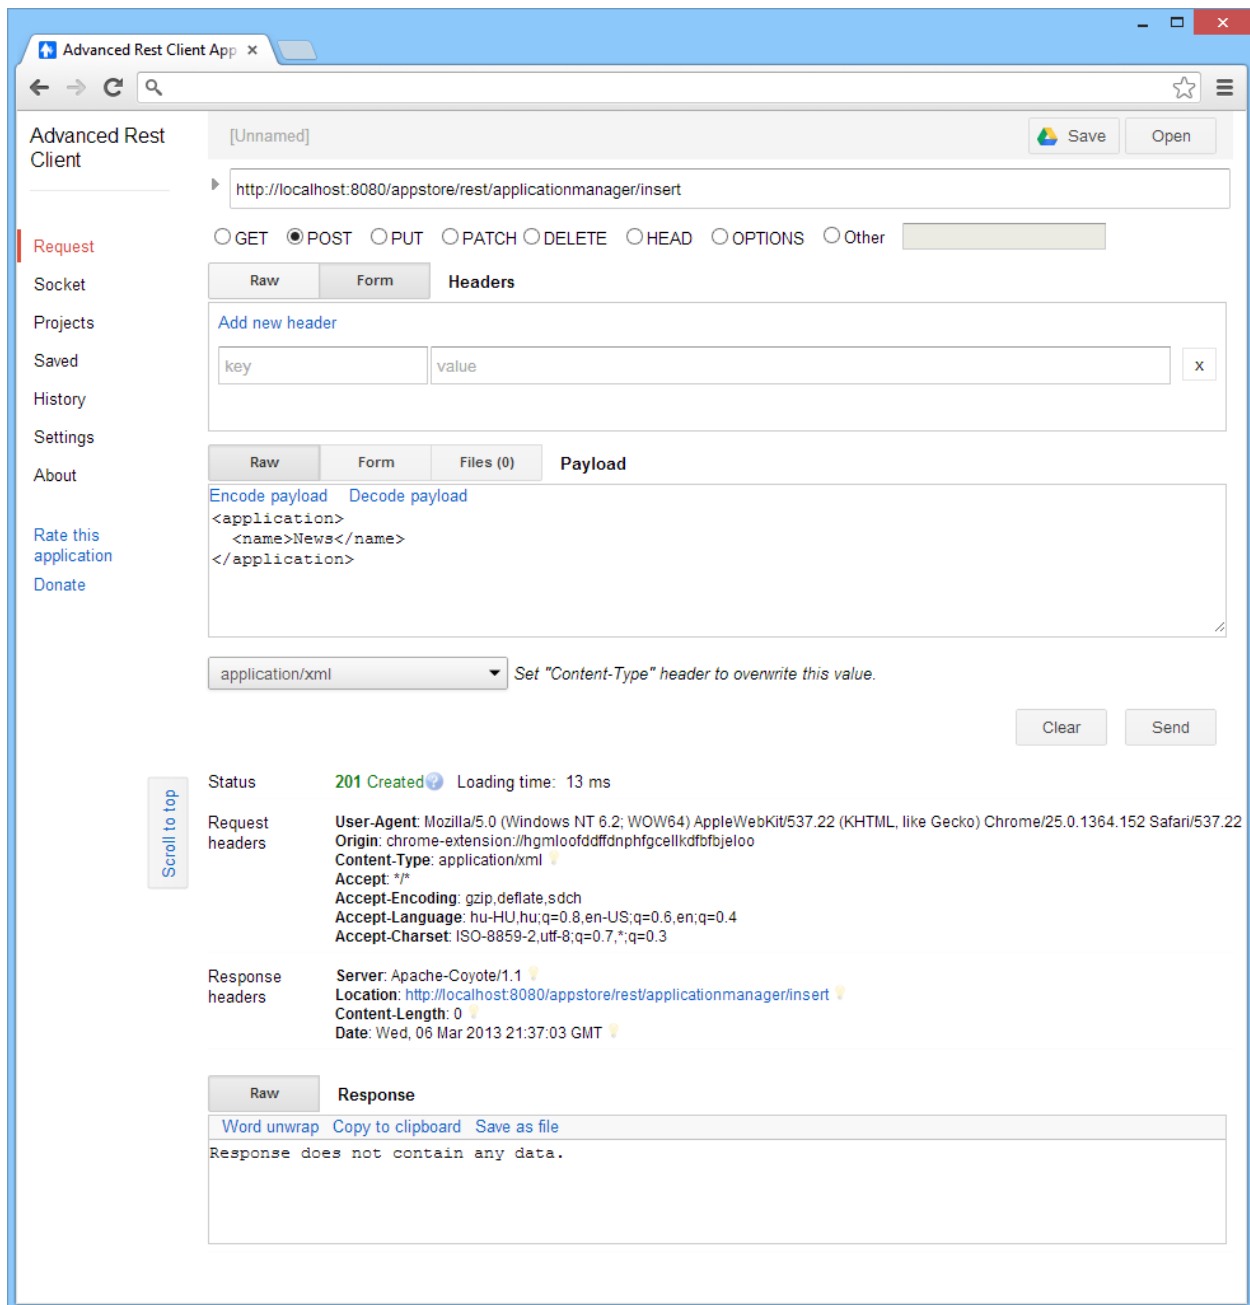 Advanced Rest Client App
Advanced Rest
Client
[Unnamed]
Save
Open
http://localhost:8080/appstore/rest/applicationmanager/insert
GET POST PUT PATCH DELETE HEAD OPTIONS Other
Request
Socket
Projects
Saved
History
Settings
About
Rate this
application
Donate
Raw Form Headers
Add new header
key value x
Raw Form Files (0) Payload
Encode payload Decode payload
<application>
<name>News</name>
</application>
application/xml Set "Content-Type" header to overwrite this value.
Clear Send
Scroll to top
Status 201 Created ? Loading time: 13 ms
Request
headers
User-Agent: Mozilla/5.0 (Windows NT 6.2; WOW64) AppleWebKit/537.22 (KHTML, like Gecko) Chrome/25.0.1364.152 Safari/537.22
Origin: chrome-extension://hgmloofddffdnphfgcellkdfbfbjeloo
Content-Type: application/xml
Accept: */*
Accept-Encoding: gzip,deflate,sdch
Accept-Language: hu-HU,hu;q=0.8,en-US;q=0.6,en;q=0.4
Accept-Charset: ISO-8859-2,utf-8;q=0.7,*;q=0.3
Response
headers
Server: Apache-Coyote/1.1
Location: http://localhost:8080/appstore/rest/applicationmanager/insert
Content-Length: 0
Date: Wed, 06 Mar 2013 21:37:03 GMT
Raw Response
Word unwrap Copy to clipboard Save as file
Response does not contain any data.